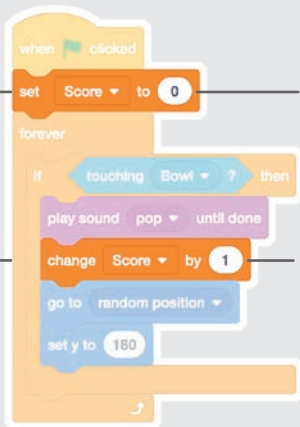 when clicked
set Score to 0
forever
if touching Bowl ? then
play sound pop until done
change Score by 1
go to random position
set y to 180